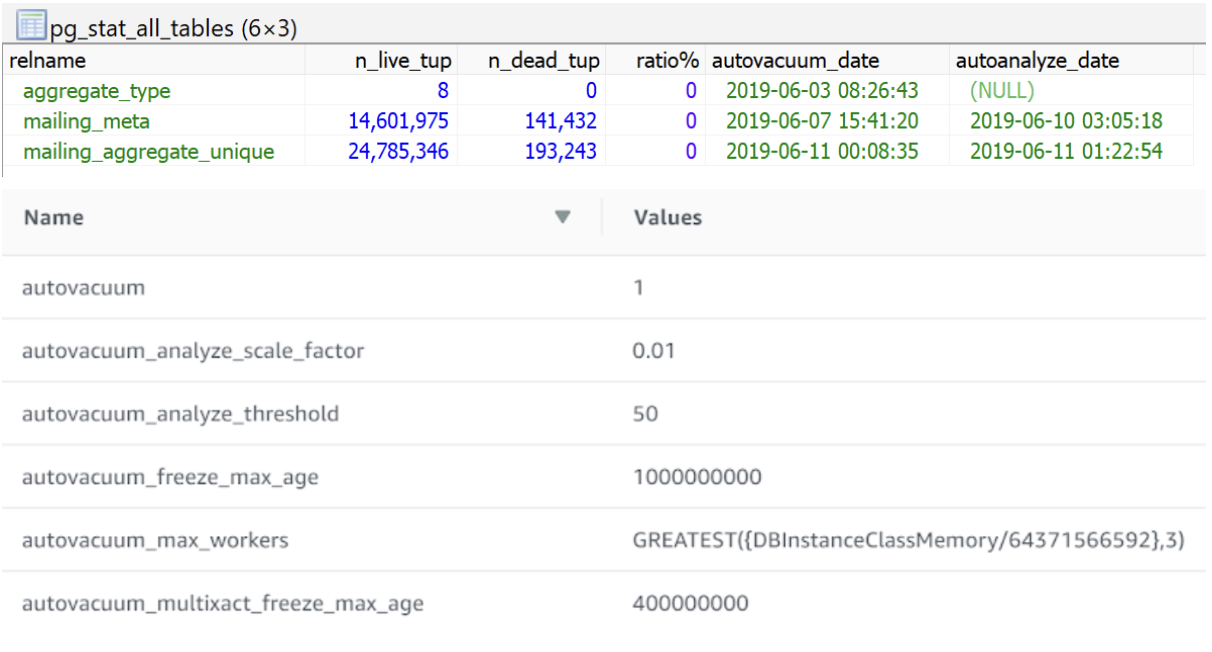 pg_stat_all_tables (6×3)
relname n_live_tup n_dead_tup ratio% autovacuum_date autoanalyze_date
aggregate_type 8 0 0 2019-06-03 08:26:43 (NULL)
mailing_meta 14,601,975 141,432 0 2019-06-07 15:41:20 2019-06-10 03:05:18
mailing_aggregate_unique 24,785,346 193,243 0 2019-06-11 00:08:35 2019-06-11 01:22:54
Name Values
autovacuum 1
autovacuum_analyze_scale_factor 0.01
autovacuum_analyze_threshold 50
autovacuum_freeze_max_age 1000000000
autovacuum_max_workers GREATEST({DBInstanceClassMemory/64371566592},3)
autovacuum_multixact_freeze_max_age 400000000